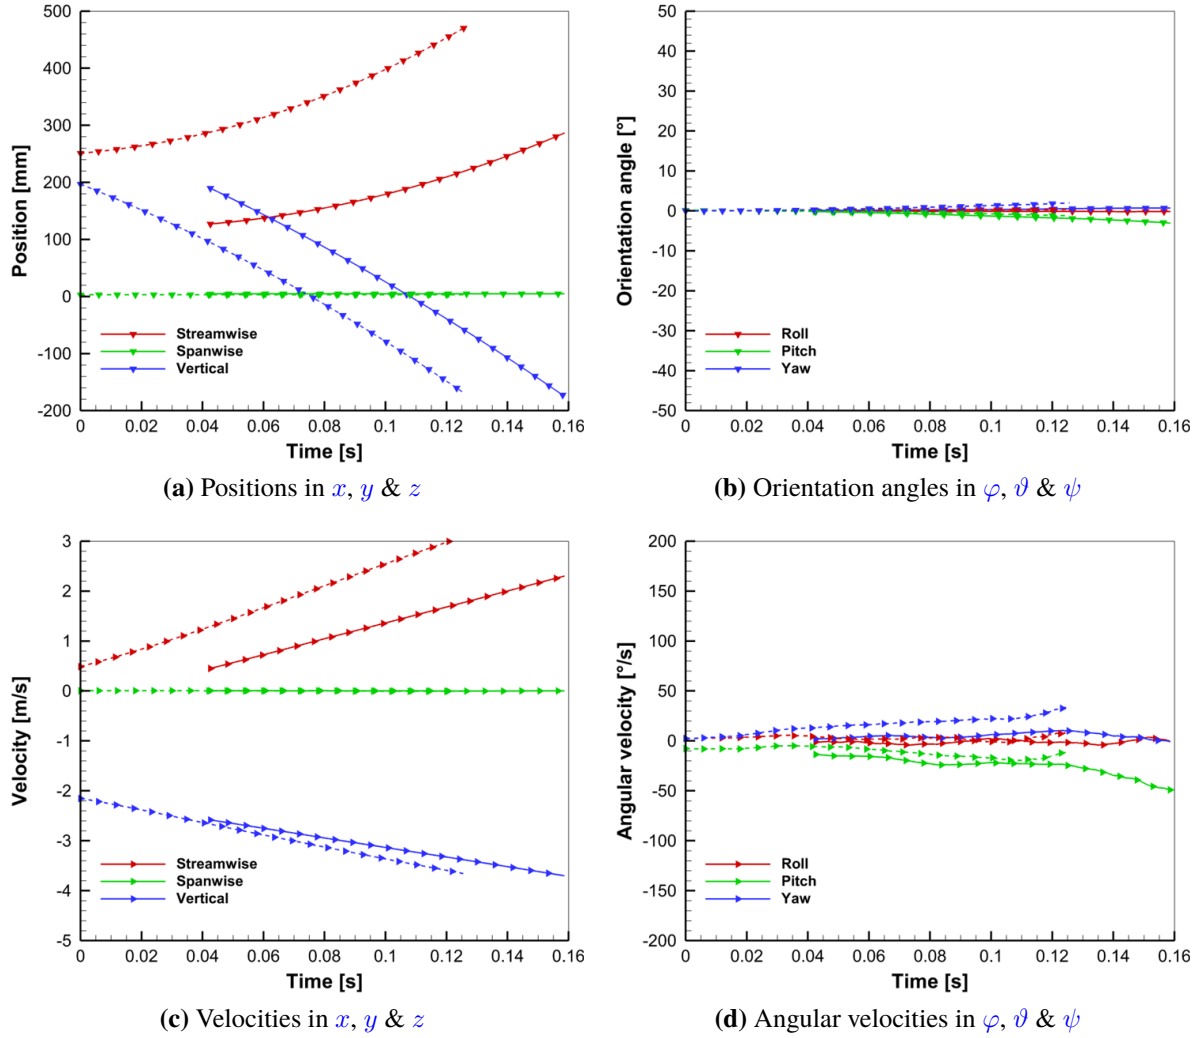 500
400
300
200
100
0
-100
-200
Position [mm]
Streamwise
Spanwise
Vertical
0 0.02 0.04 0.06 0.08 0.1 0.12 0.14 0.16
Time [s]
(a) Positions in x, y & z
50
40
30
20
10
0
-10
-20
-30
-40
-50
Orientation angle [°]
Roll
Pitch
Yaw
0 0.02 0.04 0.06 0.08 0.1 0.12 0.14 0.16
Time [s]
(b) Orientation angles in φ, ϑ & ψ
3
2
1
0
-1
-2
-3
-4
-5
Velocity [m/s]
Streamwise
Spanwise
Vertical
0 0.02 0.04 0.06 0.08 0.1 0.12 0.14 0.16
Time [s]
(c) Velocities in x, y & z
200
150
100
50
0
-50
-100
-150
-200
Angular velocity [°/s]
Roll
Pitch
Yaw
0 0.02 0.04 0.06 0.08 0.1 0.12 0.14 0.16
Time [s]
(d) Angular velocities in φ, ϑ & ψ